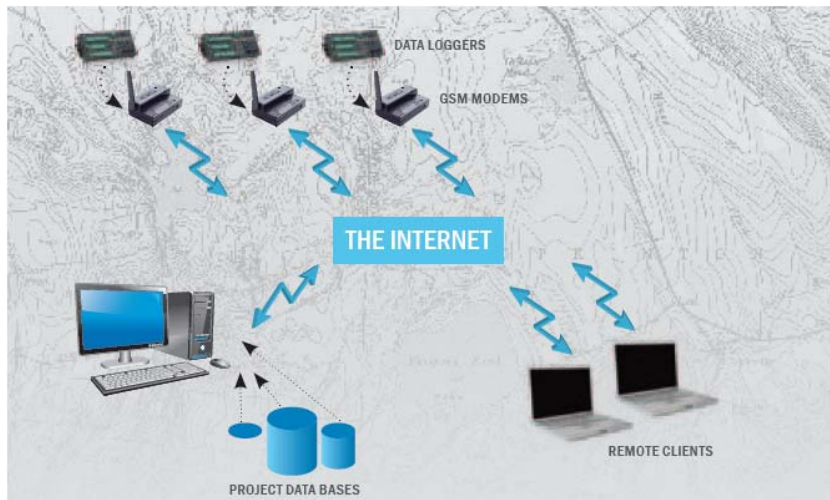 DATA LOGGERS
GSM MODEMS
THE INTERNET
REMOTE CLIENTS
PROJECT DATA BASES